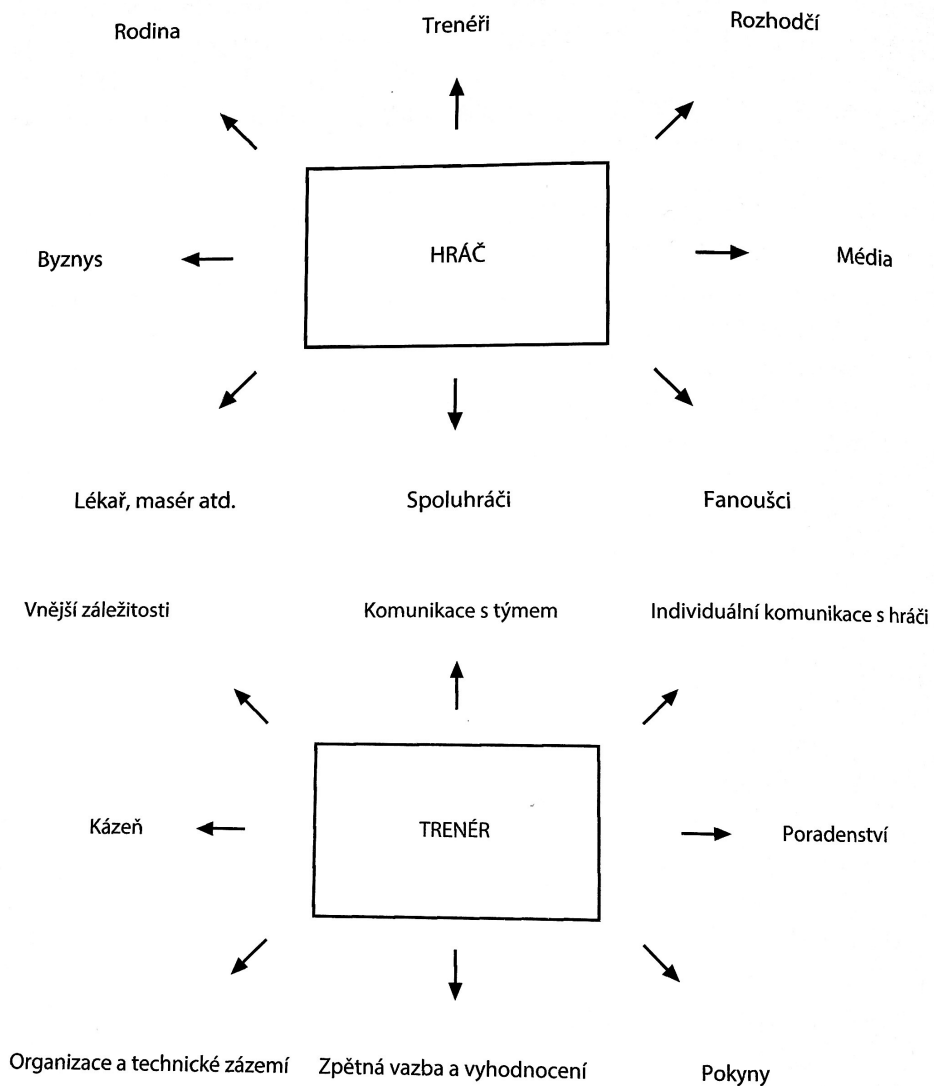 Rodina
Trenéři
Rozhodčí
Byznys
HRÁČ
Média
Lékař, masér atd.
Spoluhráči
Fanoušci
Vnější záležitosti
Komunikace s týmem
Individuální komunikace s hráči
Kázeň
TRENÉR
Poradenství
Organizace a technické zázemí
Zpětná vazba a vyhodnocení
Pokyny